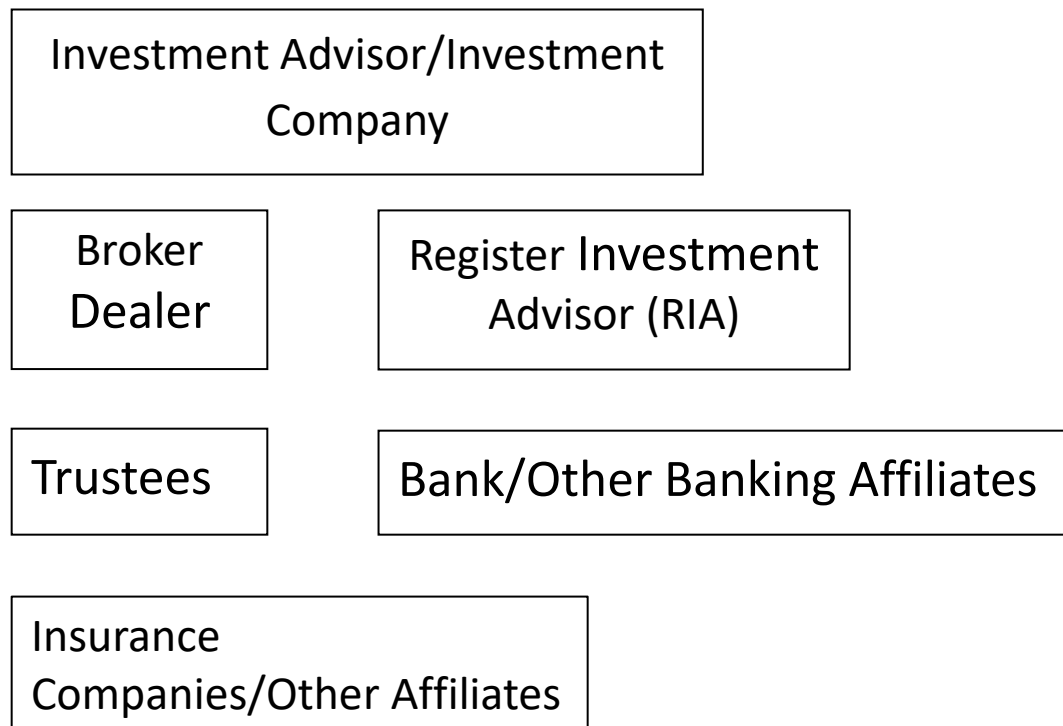 Investment Advisor/Investment
Company
Broker
Dealer
Register Investment
Advisor (RIA)
Trustees
Bank/Other Banking Affiliates
Insurance
Companies/Other Affiliates